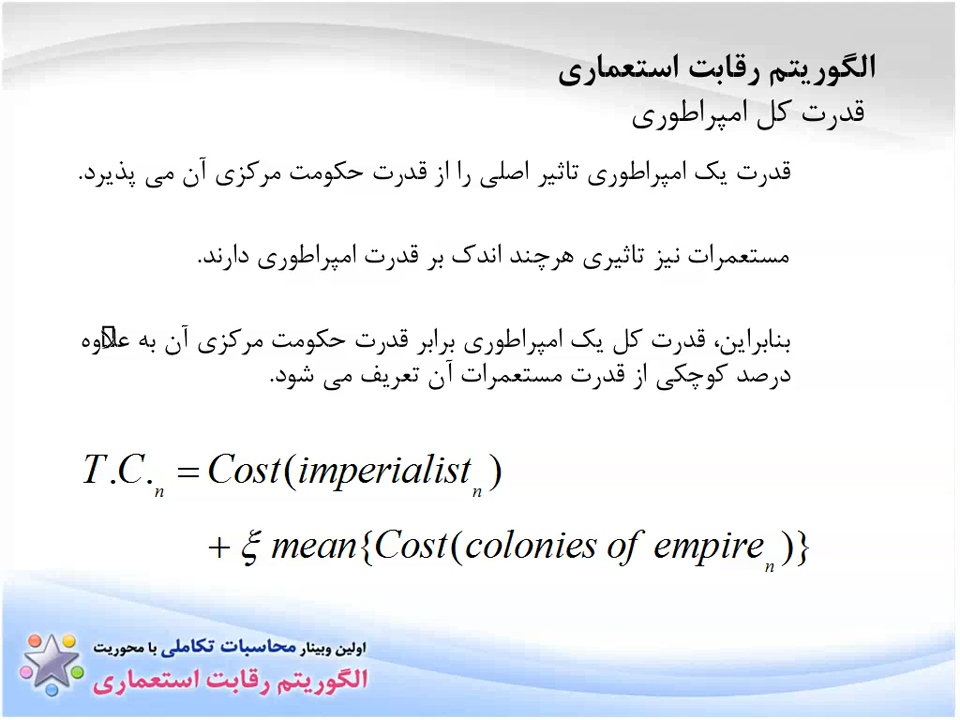 الگوریتم رقابت استعماری
قدرت کل امپراطوری
قدرت یک امپراطوری تاثیر اصلی را از قدرت حکومت مرکزی آن می پذیرد.
مستعمرات نیز تاثیری هرچند اندک بر قدرت امپراطوری دارند.
بنابراین، قدرت کل یک امپراطوری برابر قدرت حکومت مرکزی آن به علاوه
درصد کوچکی از قدرت مستعمرات آن تعریف می شود.
T.C.ₙ = Cost(imperialistₙ)
+ ξ mean{Cost(colonies of empireₙ)}
اولین وبینار محاسبات تکاملی با محوریت
الگوریتم رقابت استعماری